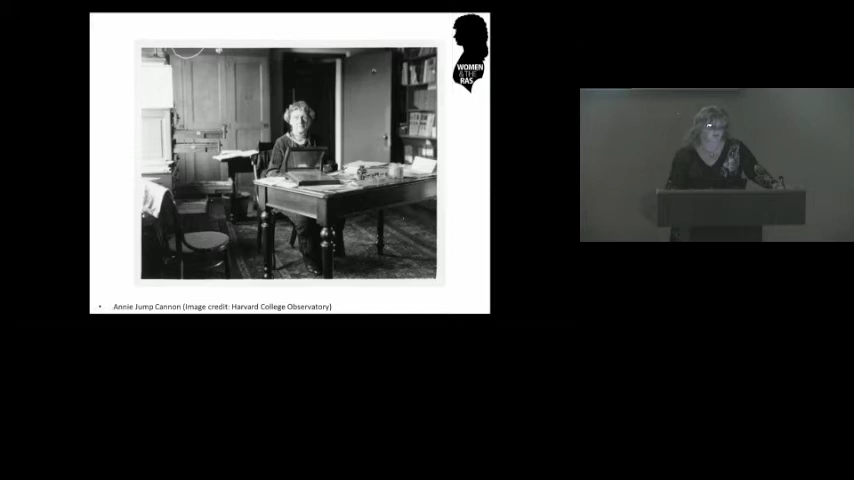 WOMEN
&THE
RAS
• Annie Jump Cannon (Image credit: Harvard College Observatory)